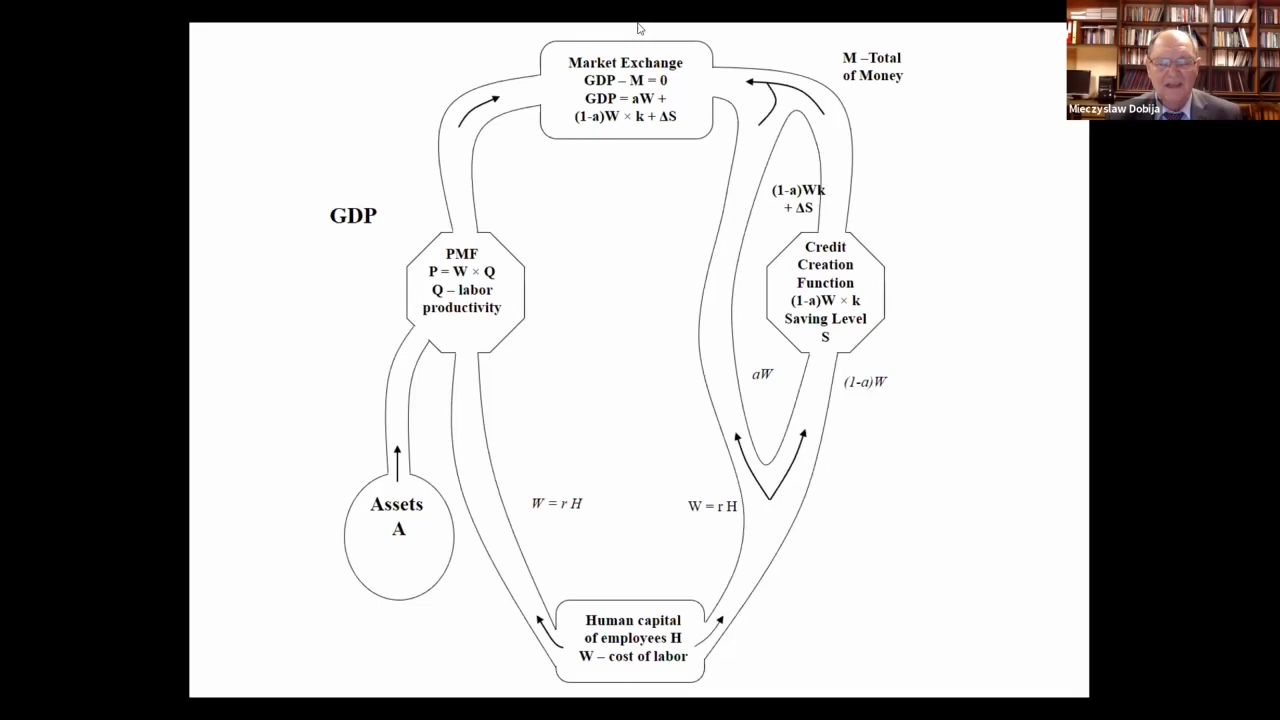 Market Exchange
GDP – M = 0
GDP = aW +
(1-a)W × k + ΔS
M –Total
of Money
Mieczyslaw Dobija
(1-a)Wk
+ ΔS
GDP
PMF
P = W × Q
Q – labor
productivity
Credit
Creation
Function
(1-a)W × k
Saving Level
S
aW
(1-a)W
Assets
A
W = r H
W = r H
Human capital
of employees H
W – cost of labor